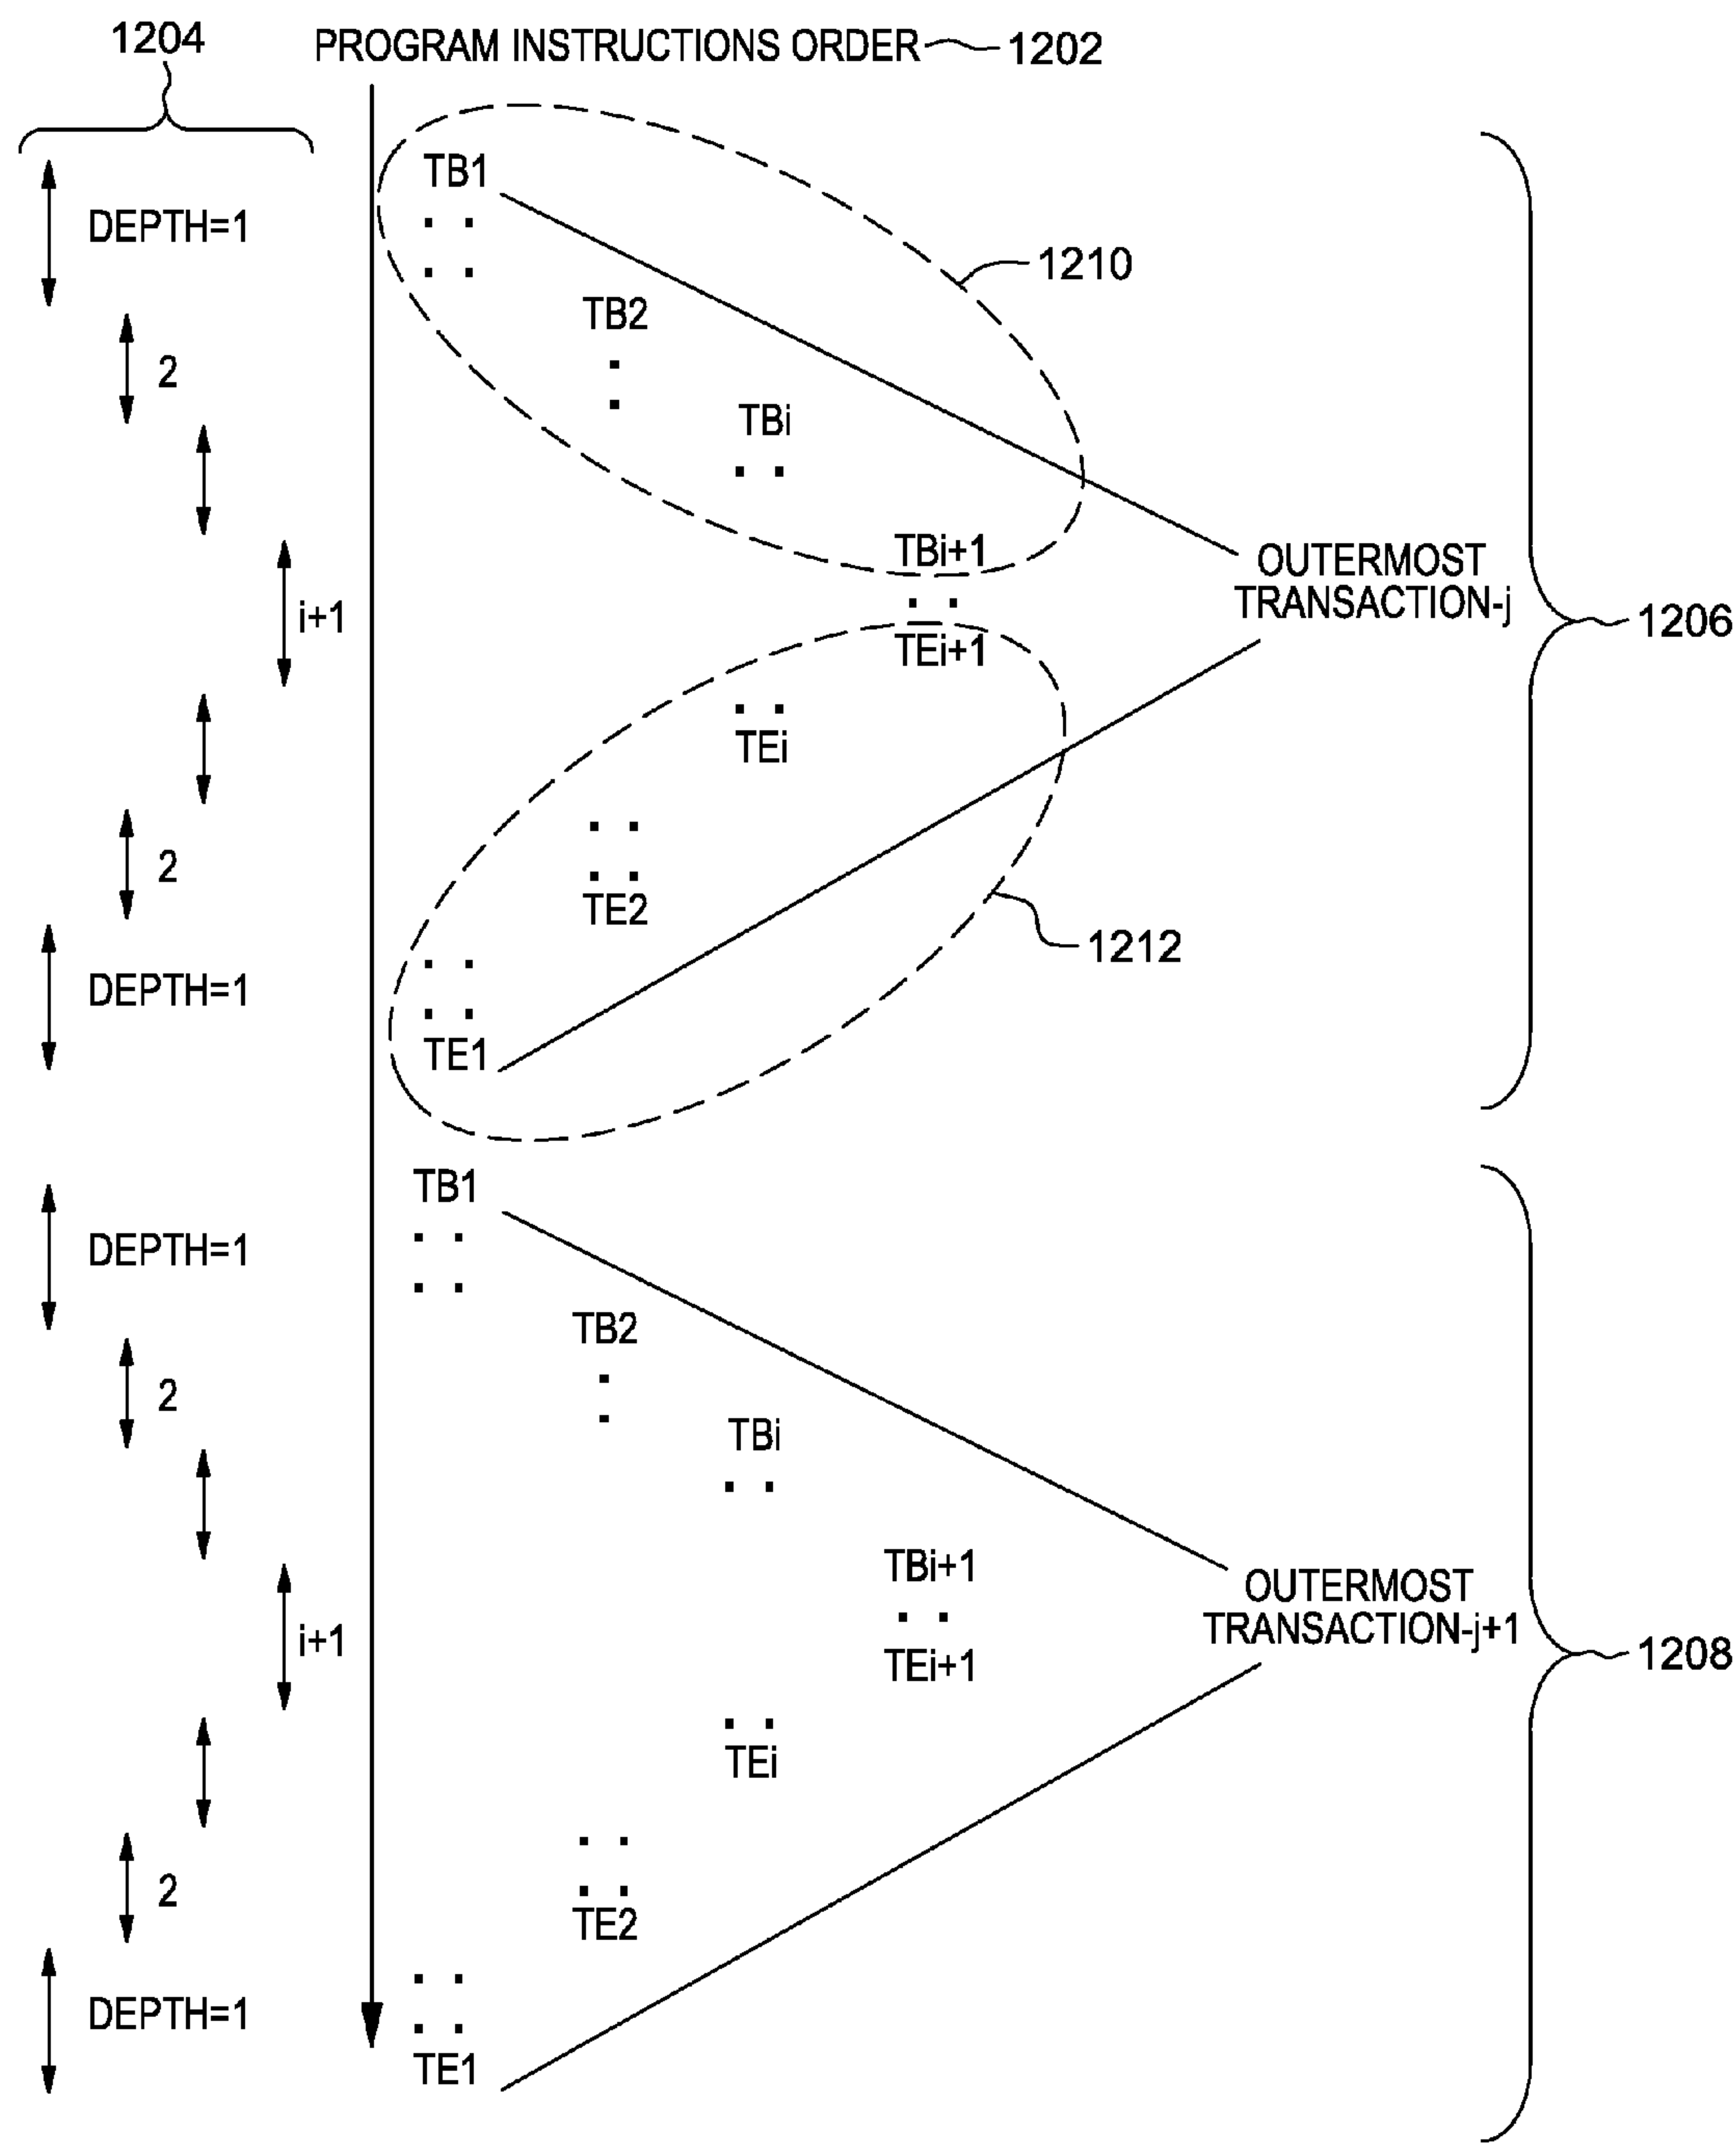 1204
PROGRAM INSTRUCTIONS ORDER 1202
TB1
DEPTH=1
1210
TB2
2
TBi
TBi+1
OUTERMOST
TRANSACTION-j
i+1
1206
TEi+1
TEi
2
TE2
1212
DEPTH=1
TE1
TB1
DEPTH=1
TB2
2
TBi
TBi+1
OUTERMOST
TRANSACTION-j+1
i+1
1208
TEi+1
TEi
2
TE2
DEPTH=1
TE1